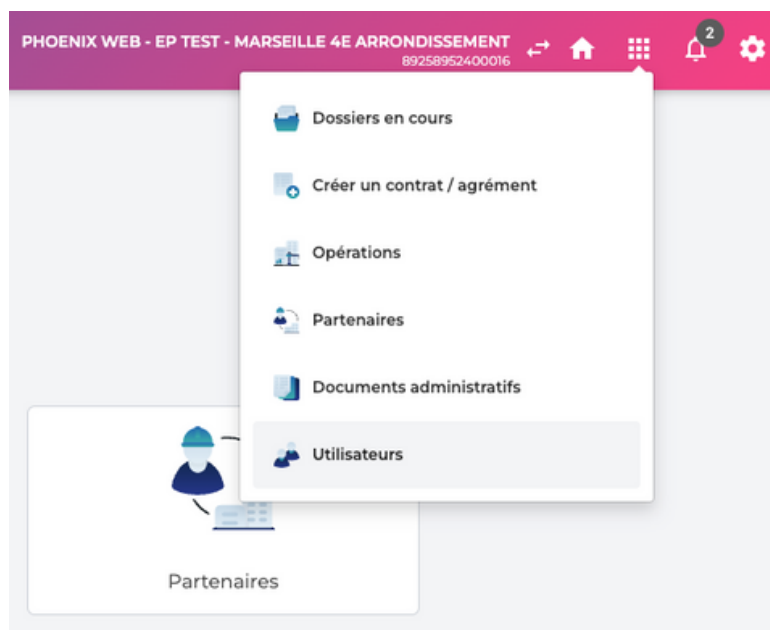 PHOENIX WEB - EP TEST - MARSEILLE 4E ARRONDISSEMENT
89258952400016
2
Dossiers en cours
Créer un contrat / agrément
Opérations
Partenaires
Documents administratifs
Utilisateurs
Partenaires